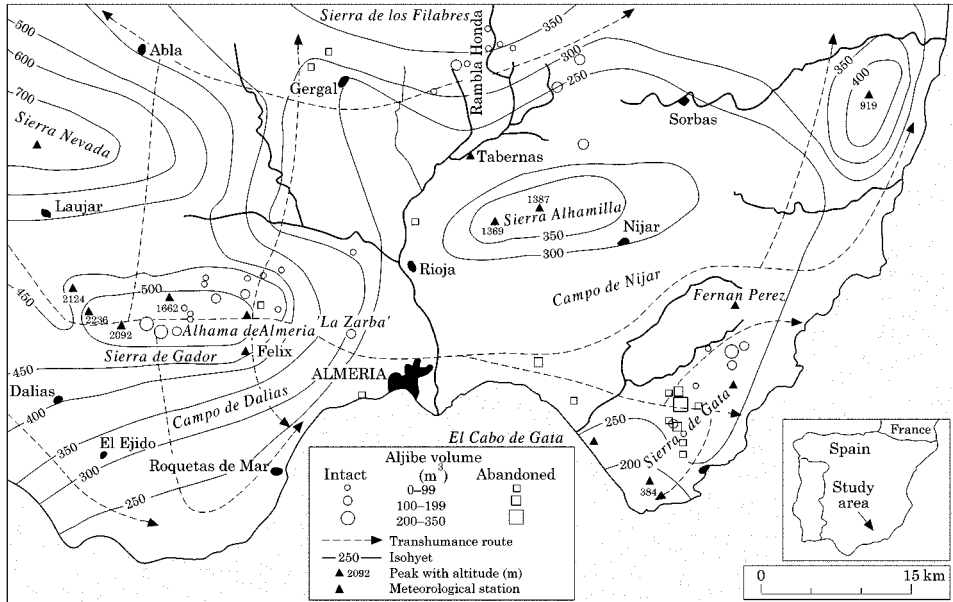 Sierra de los Filabres
350
500
Abla
Rambla Honda
350
300
400
600
Gergal
250
919
700
Sorbas
Sierra Nevada
Tabernas
1387
Laujar
Sierra Alhamilla
1369
350
Nijar
300
Rioja
450
2124
500
Campo de Nijar
1662
Fernan Perez
2236
2092
Alhama de Almeria
'La Zarba'
Sierra de Gador
Felix
450
ALMERIA
Dalias
400
Campo de Dalias
250
El Cabo de Gata
Sierra de Gata
350
El Ejido
300
200
Roquetas de Mar
250
384
Aljibe volume
Intact
(m3)
Abandoned
0–99
100–199
200–350
Transhumance route
250
Isohyet
2092
Peak with altitude (m)
Meteorological station
France
Spain
Study
area
0
15 km